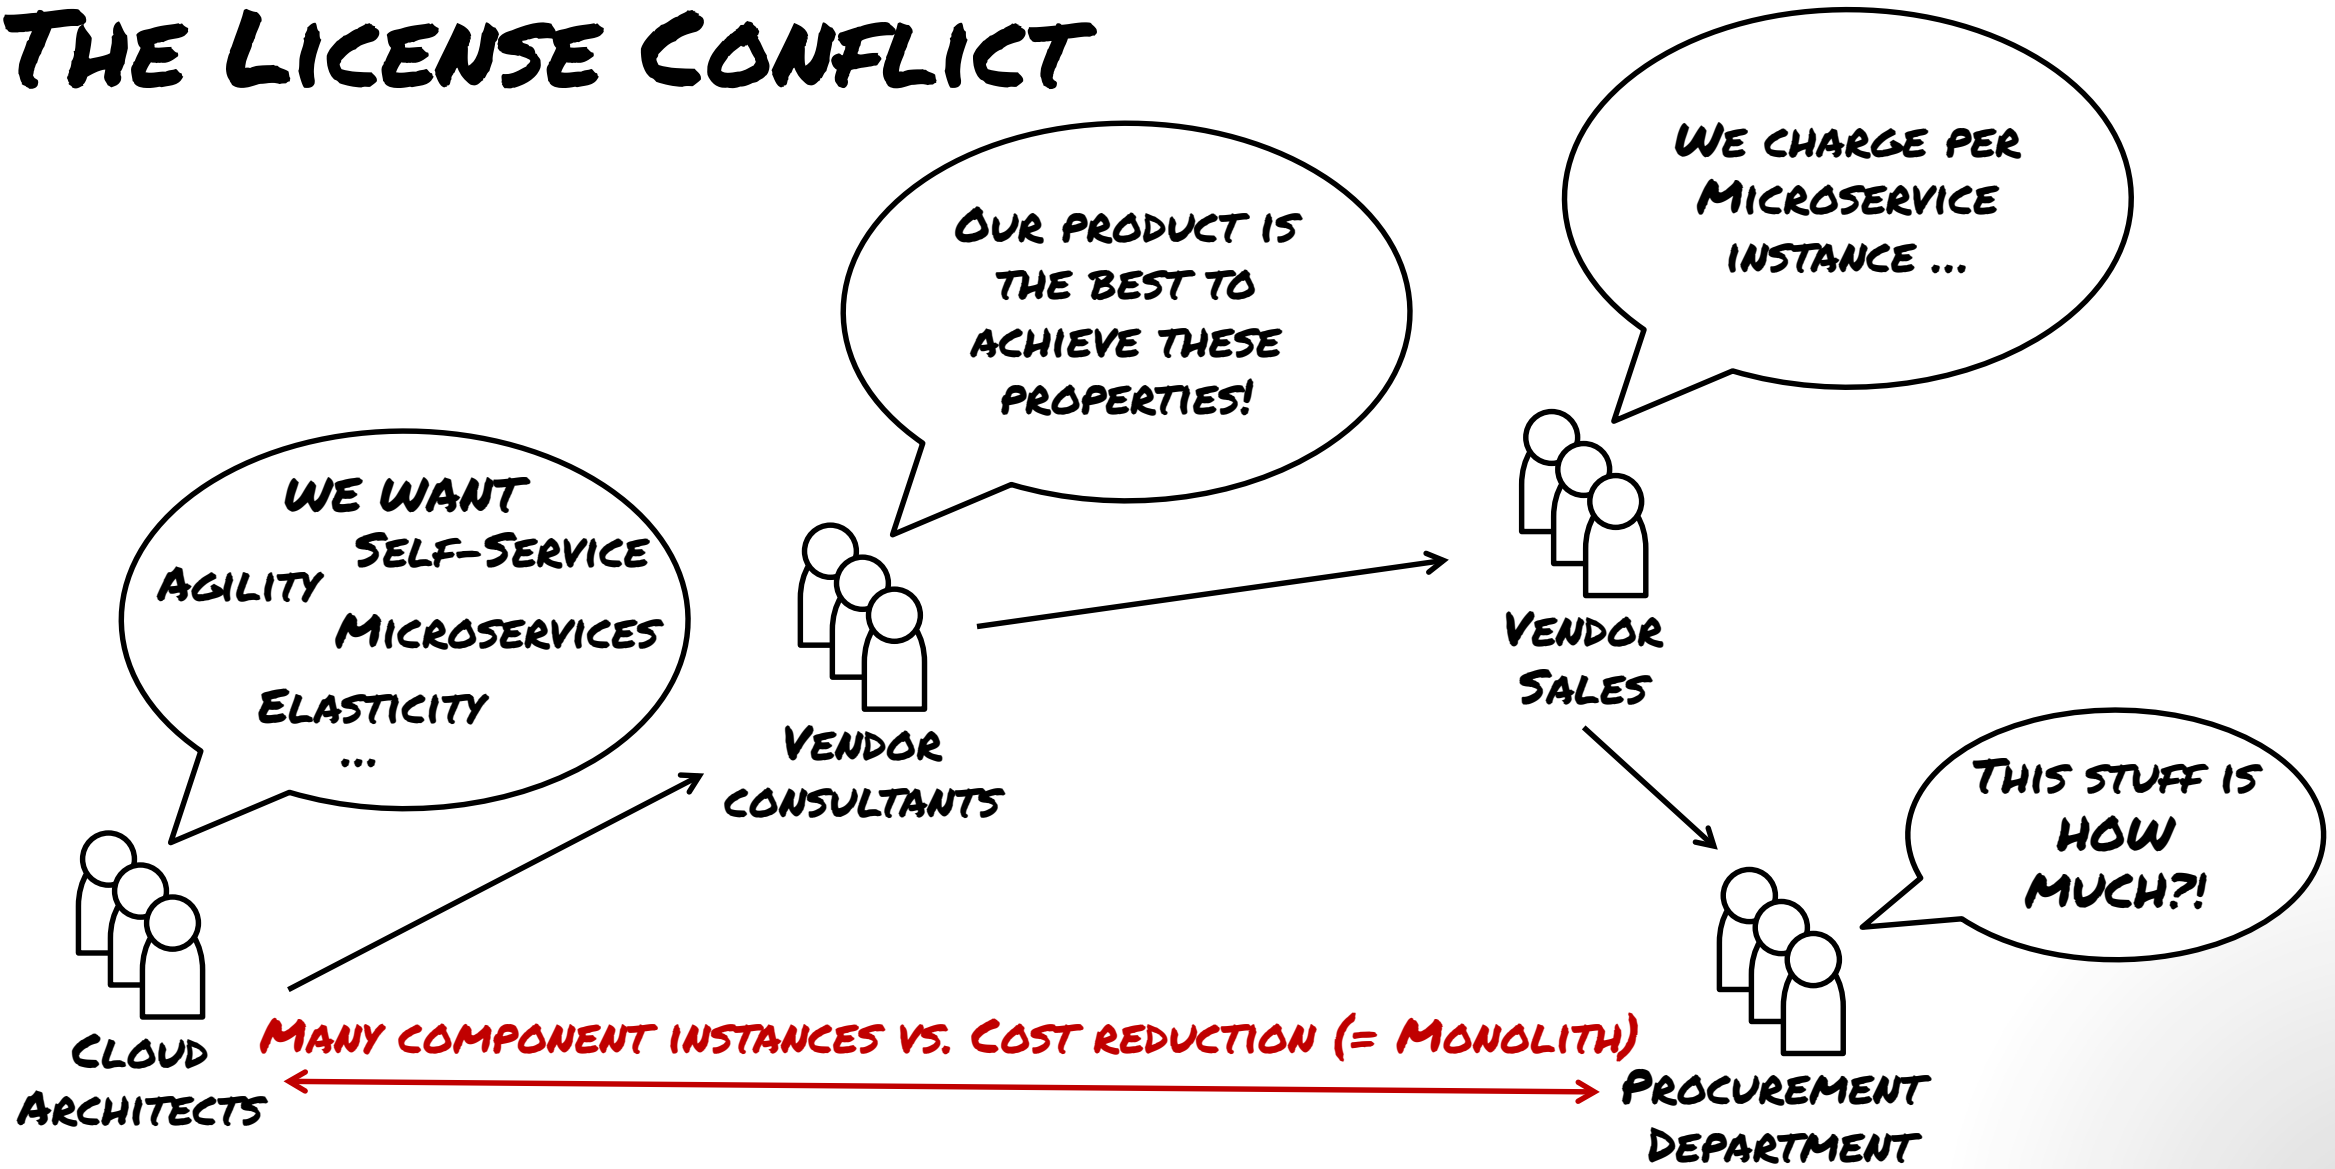 The License Conflict
We want
Self-Service
Agility
Microservices
Elasticity
...
Cloud
Architects
Our product is
the best to
achieve these
properties!
Vendor
consultants
We charge per
Microservice
instance ...
Vendor
Sales
This stuff is
HOW
MUCH?!
Procurement
Department
Many component instances vs. Cost reduction (= Monolith)